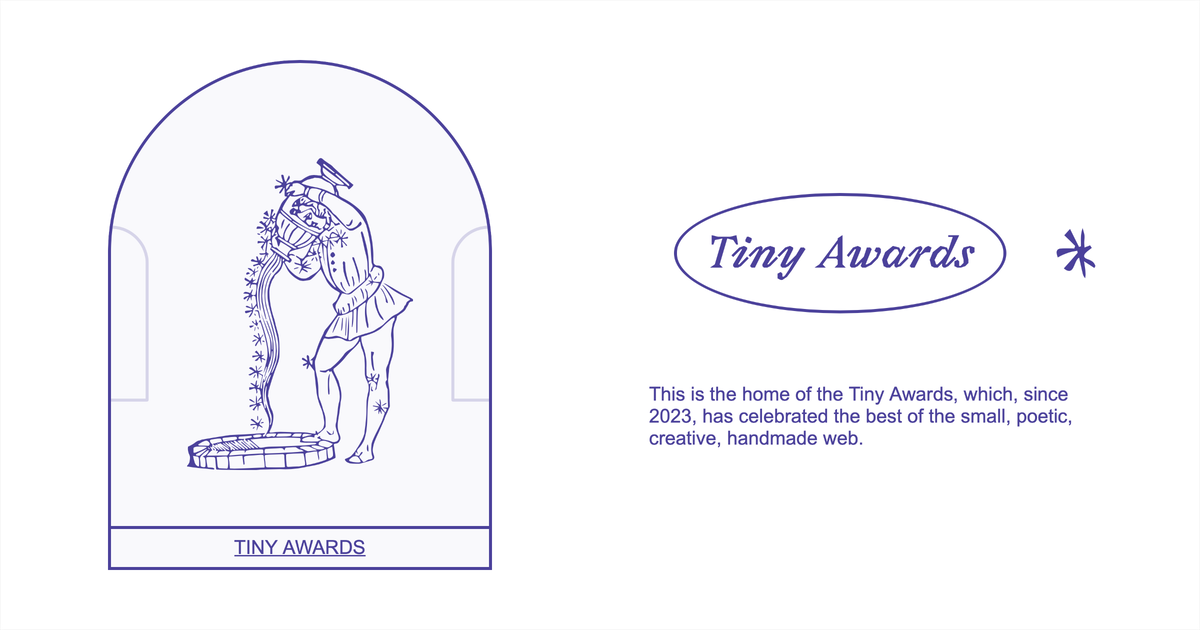 TINY AWARDS
Tiny Awards
This is the home of the Tiny Awards, which, since
2023, has celebrated the best of the small, poetic,
creative, handmade web.